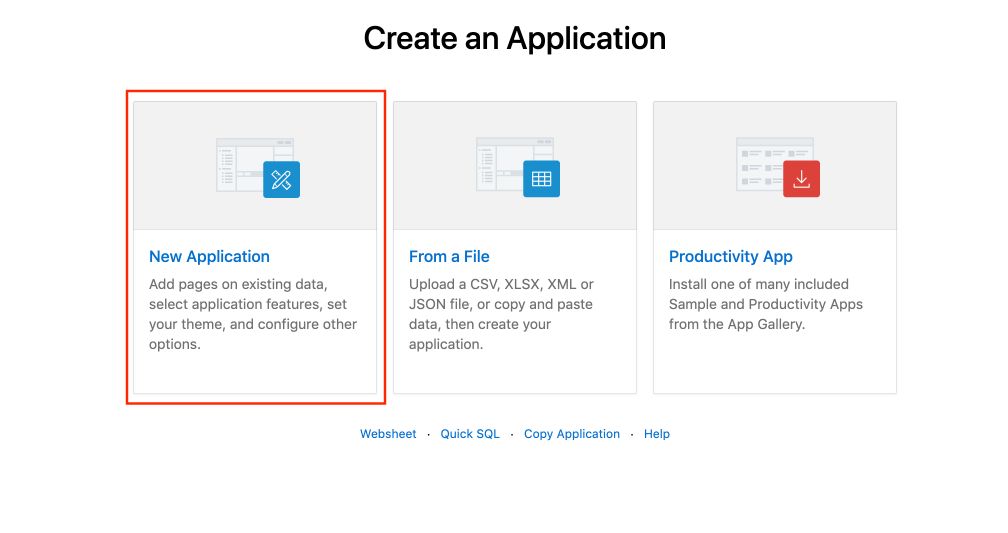 Create an Application
New Application
Add pages on existing data,
select application features, set
your theme, and configure other
options.
From a File
Upload a CSV, XLSX, XML or
JSON file, or copy and paste
data, then create your
application.
Productivity App
Install one of many included
Sample and Productivity Apps
from the App Gallery.
Websheet · Quick SQL · Copy Application · Help